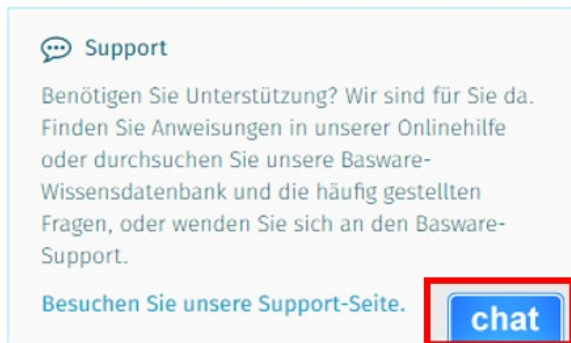 Support
Benötigen Sie Unterstützung? Wir sind für Sie da.
Finden Sie Anweisungen in unserer Onlinehilfe
oder durchsuchen Sie unsere Basware-
Wissensdatenbank und die häufig gestellten
Fragen, oder wenden Sie sich an den Basware-
Support.
Besuchen Sie unsere Support-Seite.
chat